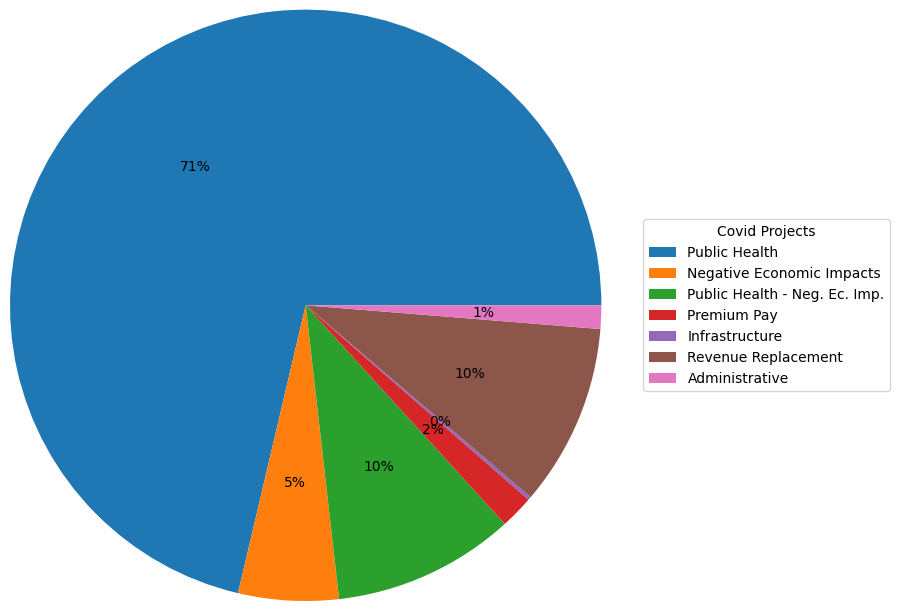 71%
Covid Projects
Public Health
Negative Economic Impacts
Public Health - Neg. Ec. Imp.
Premium Pay
Infrastructure
Revenue Replacement
Administrative
1%
10%
0%
2%
10%
5%